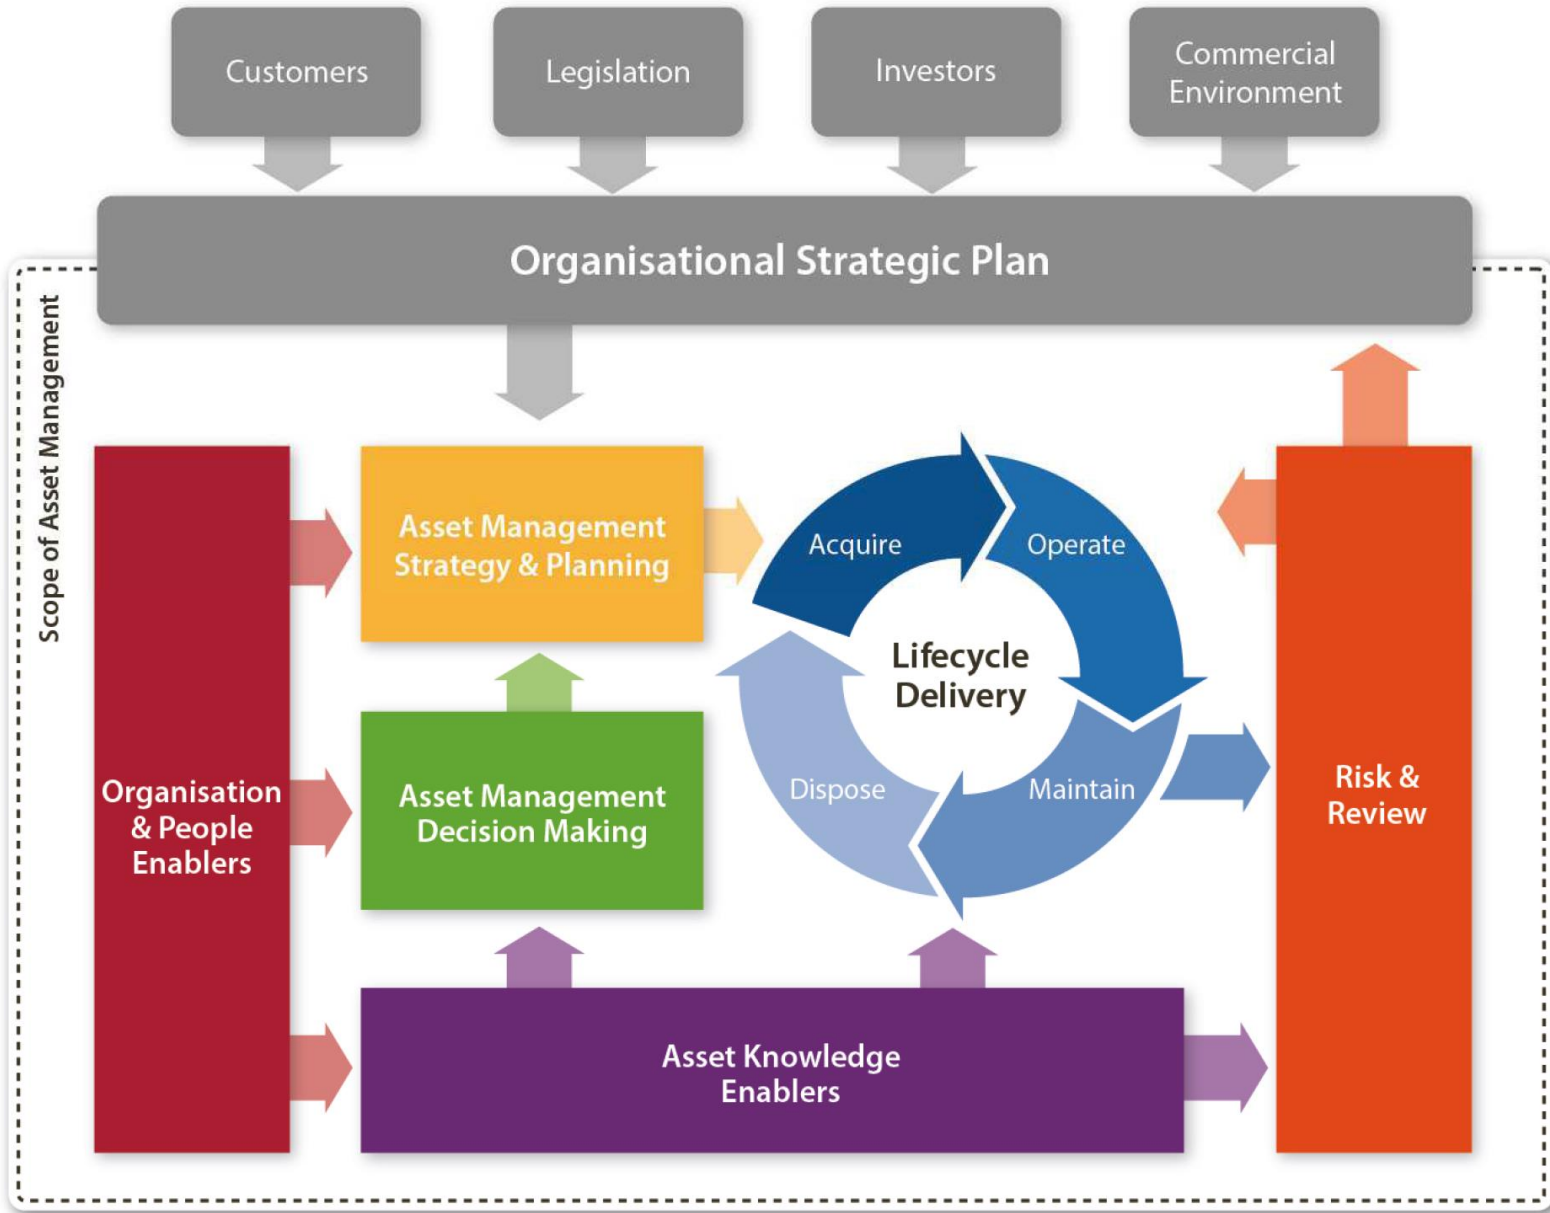 Customers
Legislation
Investors
Commercial
Environment
Organisational Strategic Plan
Scope of Asset Management
Asset Management
Strategy & Planning
Acquire
Operate
Lifecycle
Delivery
Organisation
& People
Enablers
Asset Management
Decision Making
Dispose
Maintain
Risk &
Review
Asset Knowledge
Enablers